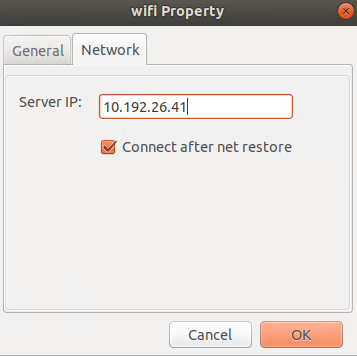 wifi Property
General
Network
Server IP: 10.192.26.41
Connect after net restore
Cancel
OK